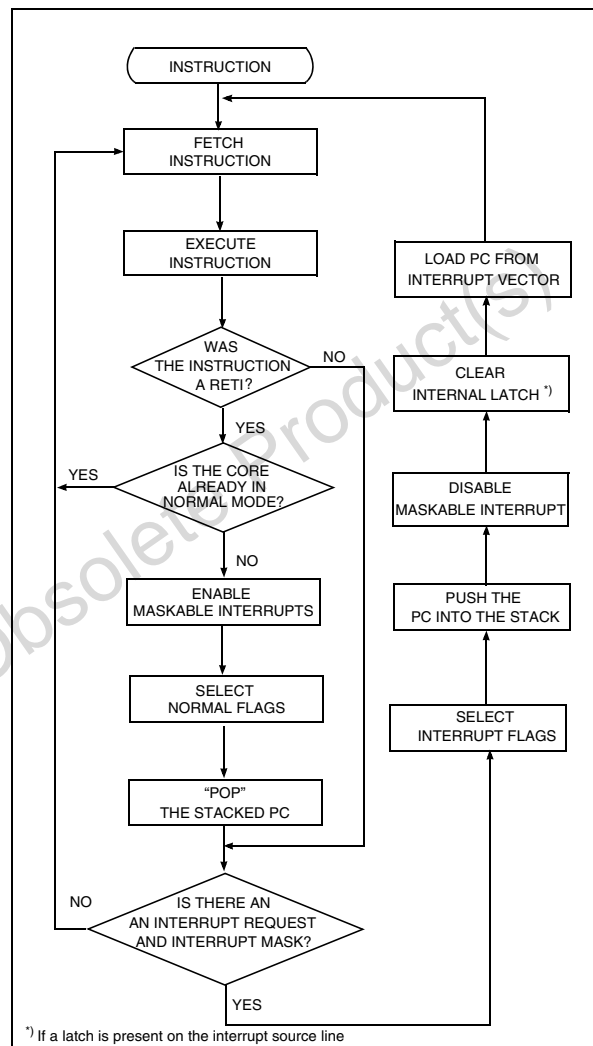 INSTRUCTION
FETCH
INSTRUCTION
EXECUTE
INSTRUCTION
WAS
THE INSTRUCTION
A RETI?
NO
YES
IS THE CORE
ALREADY IN
NORMAL MODE?
YES
NO
ENABLE
MASKABLE INTERRUPTS
SELECT
NORMAL FLAGS
“POP”
THE STACKED PC
IS THERE AN
AN INTERRUPT REQUEST
AND INTERRUPT MASK?
NO
YES
SELECT
INTERRUPT FLAGS
PUSH THE
PC INTO THE STACK
DISABLE
MASKABLE INTERRUPT
CLEAR
INTERNAL LATCH *)
LOAD PC FROM
INTERRUPT VECTOR
*) If a latch is present on the interrupt source line
Obsolete Product(s)